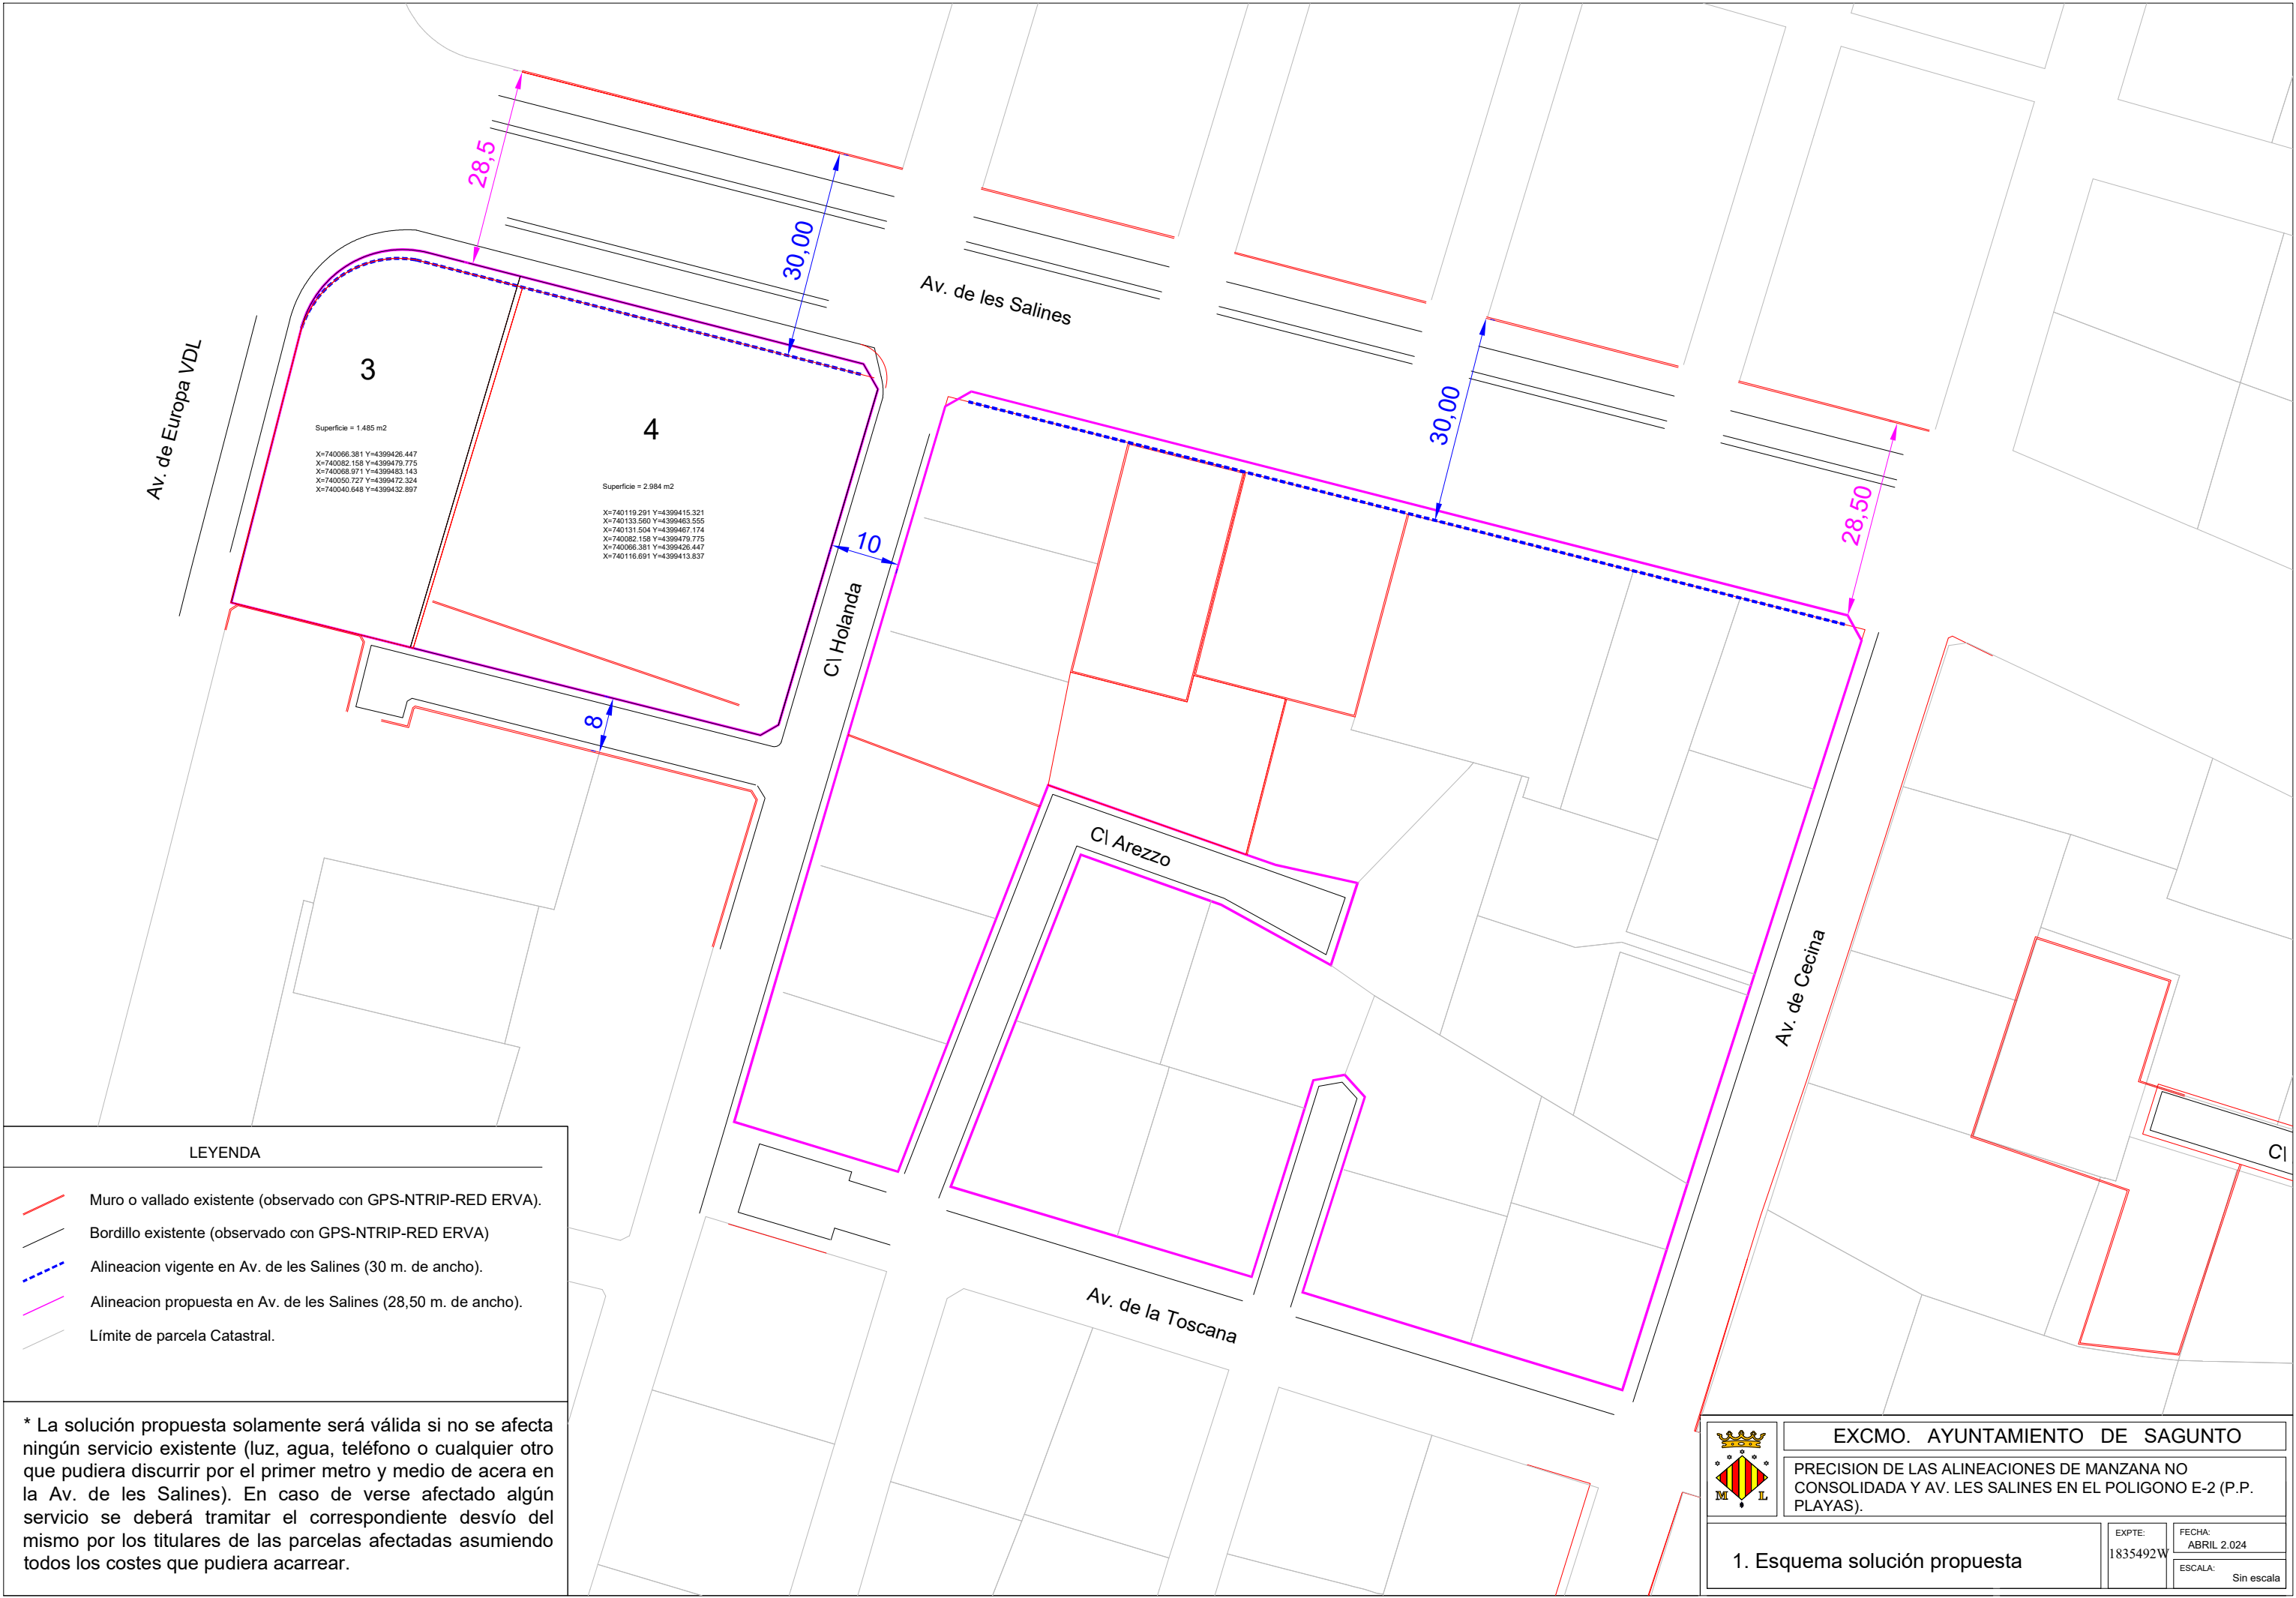 28,5
30,00
Av. de les Salines
Av. de Europa VDL
3
Superficie = 1.485 m2
X=740066.381 Y=4399426.447
X=740082.158 Y=4399479.775
X=740068.971 Y=4399483.143
X=740050.727 Y=4399472.324
X=740040.648 Y=4399432.897
4
Superficie = 2.984 m2
X=740119.291 Y=4399415.321
X=740133.560 Y=4399463.555
X=740131.504 Y=4399467.174
X=740082.158 Y=4399479.775
X=740066.381 Y=4399426.447
X=740116.691 Y=4399413.837
30,00
28,50
10
C\ Holanda
8
C\ Arezzo
Av. de Cecina
C\
Av. de la Toscana
LEYENDA
Muro o vallado existente (observado con GPS-NTRIP-RED ERVA).
Bordillo existente (observado con GPS-NTRIP-RED ERVA)
Alineacion vigente en Av. de les Salines (30 m. de ancho).
Alineacion propuesta en Av. de les Salines (28,50 m. de ancho).
Límite de parcela Catastral.
* La solución propuesta solamente será válida si no se afecta
ningún servicio existente (luz, agua, teléfono o cualquier otro
que pudiera discurrir por el primer metro y medio de acera en
la Av. de les Salines). En caso de verse afectado algún
servicio se deberá tramitar el correspondiente desvío del
mismo por los titulares de las parcelas afectadas asumiendo
todos los costes que pudiera acarrear.
M L
EXCMO. AYUNTAMIENTO DE SAGUNTO
PRECISION DE LAS ALINEACIONES DE MANZANA NO
CONSOLIDADA Y AV. LES SALINES EN EL POLIGONO E-2 (P.P.
PLAYAS).
1. Esquema solución propuesta
EXPTE:
1835492W
FECHA:
ABRIL 2.024
ESCALA:
Sin escala